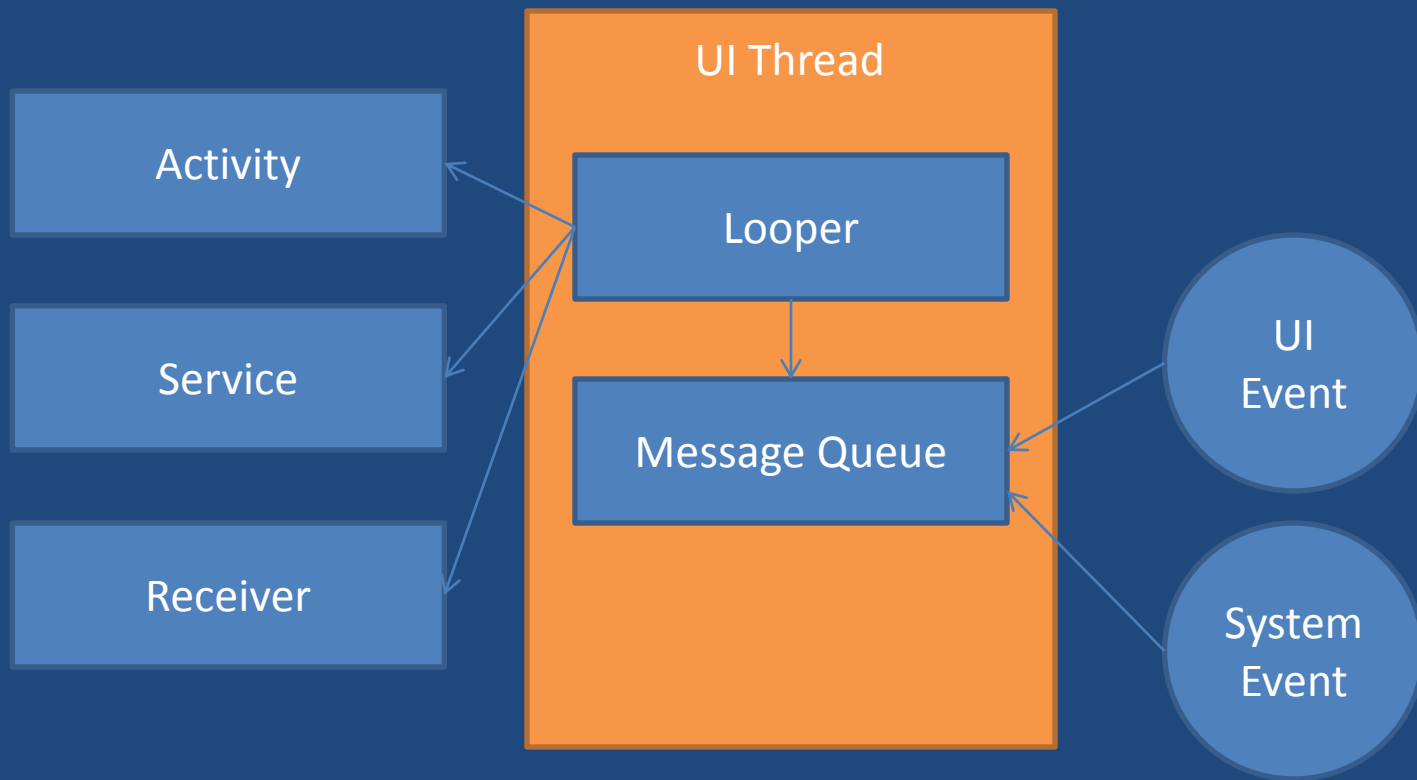 UI Thread
Activity
Looper
Service
Message Queue
Receiver
UI
Event
System
Event